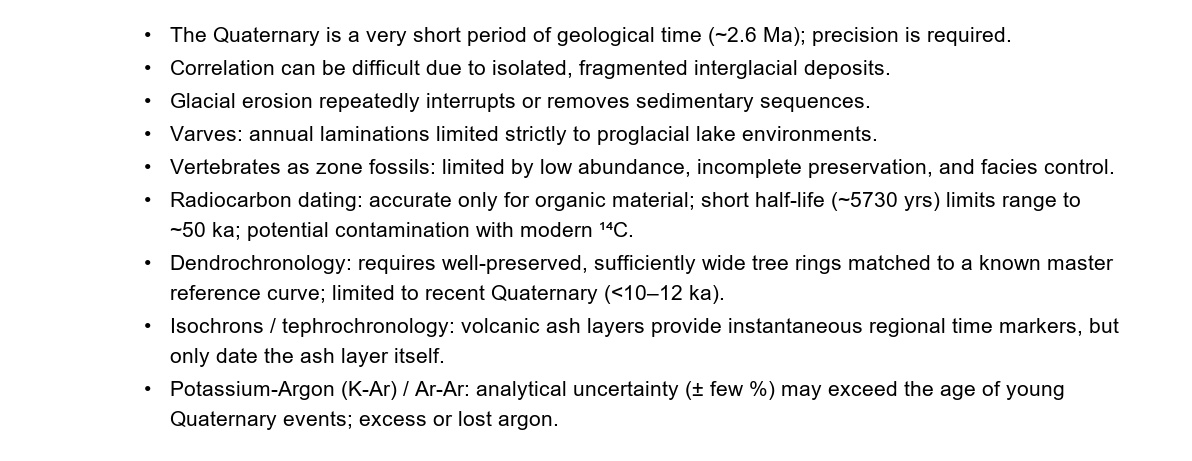 • The Quaternary is a very short period of geological time (~2.6 Ma); precision is required.
• Correlation can be difficult due to isolated, fragmented interglacial deposits.
• Glacial erosion repeatedly interrupts or removes sedimentary sequences.
• Varves: annual laminations limited strictly to proglacial lake environments.
• Vertebrates as zone fossils: limited by low abundance, incomplete preservation, and facies control.
• Radiocarbon dating: accurate only for organic material; short half-life (~5730 yrs) limits range to
~50 ka; potential contamination with modern ¹⁴C.
• Dendrochronology: requires well-preserved, sufficiently wide tree rings matched to a known master
reference curve; limited to recent Quaternary (<10–12 ka).
• Isochrons / tephrochronology: volcanic ash layers provide instantaneous regional time markers, but
only date the ash layer itself.
• Potassium-Argon (K-Ar) / Ar-Ar: analytical uncertainty (± few %) may exceed the age of young
Quaternary events; excess or lost argon.